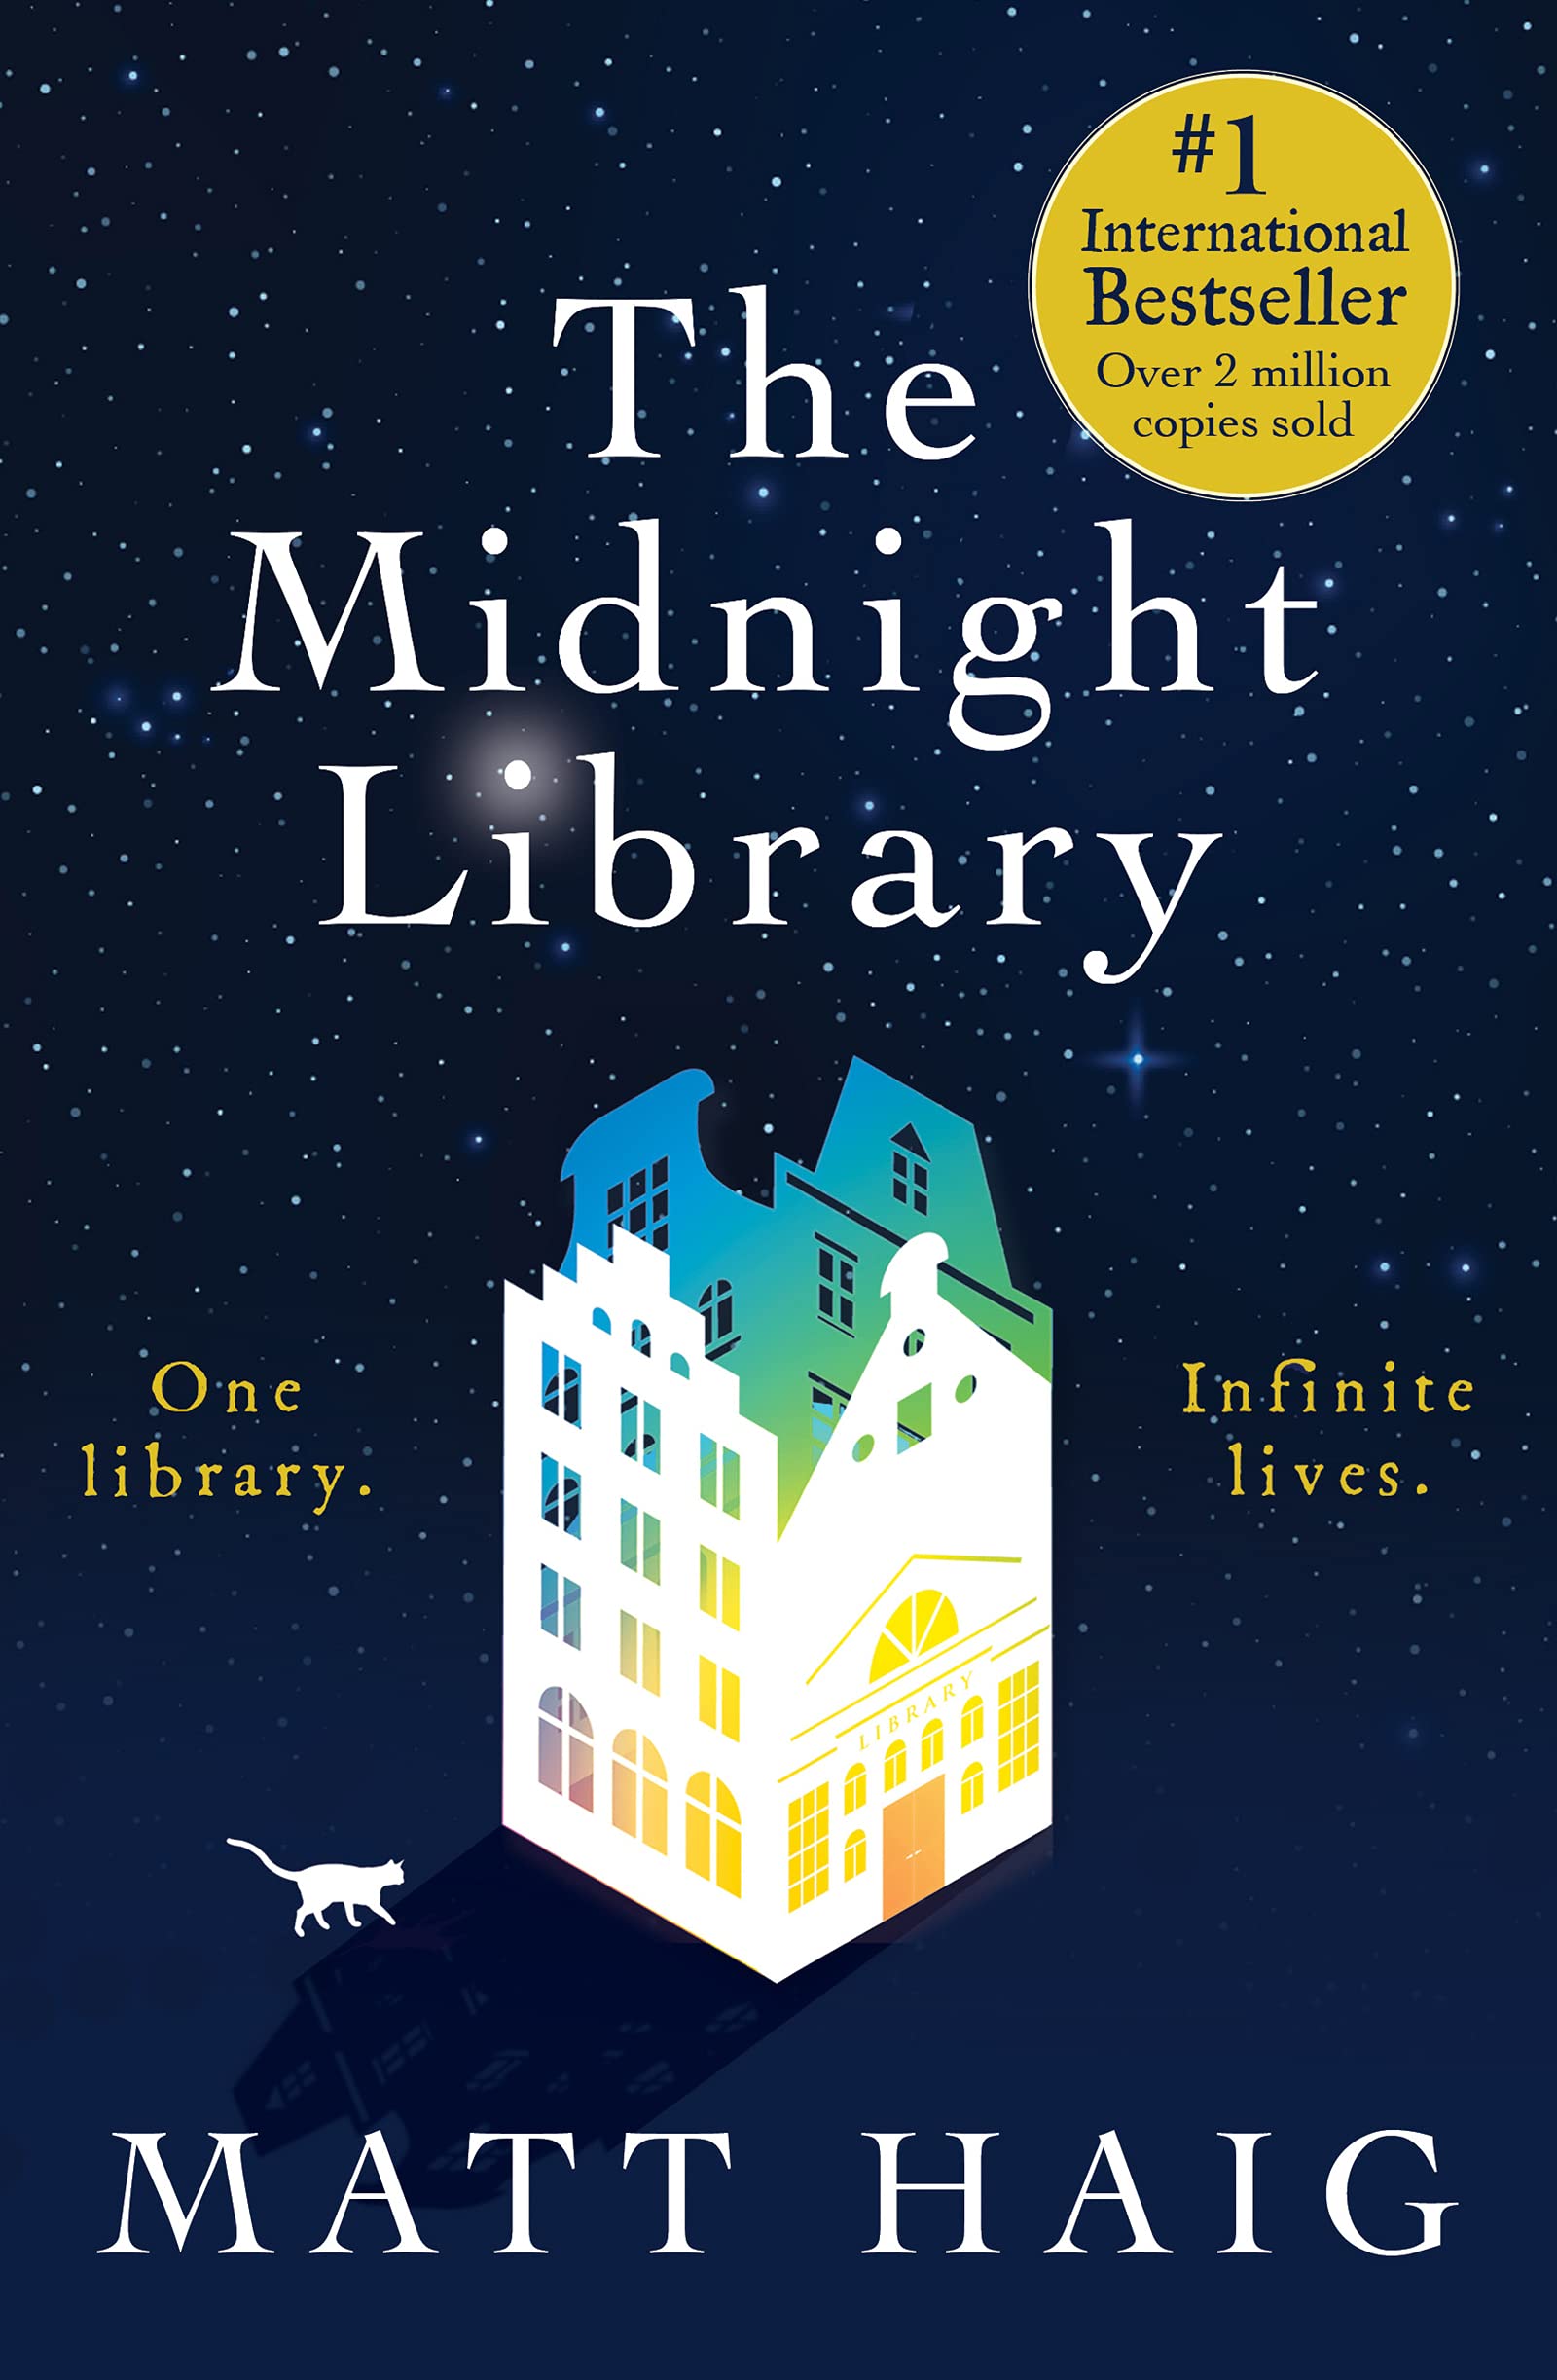 #1
International
Bestseller
Over 2 million
copies sold
The
Midnight
Library
One
library.
Infinite
lives.
LIBRARY
MATT HAIG